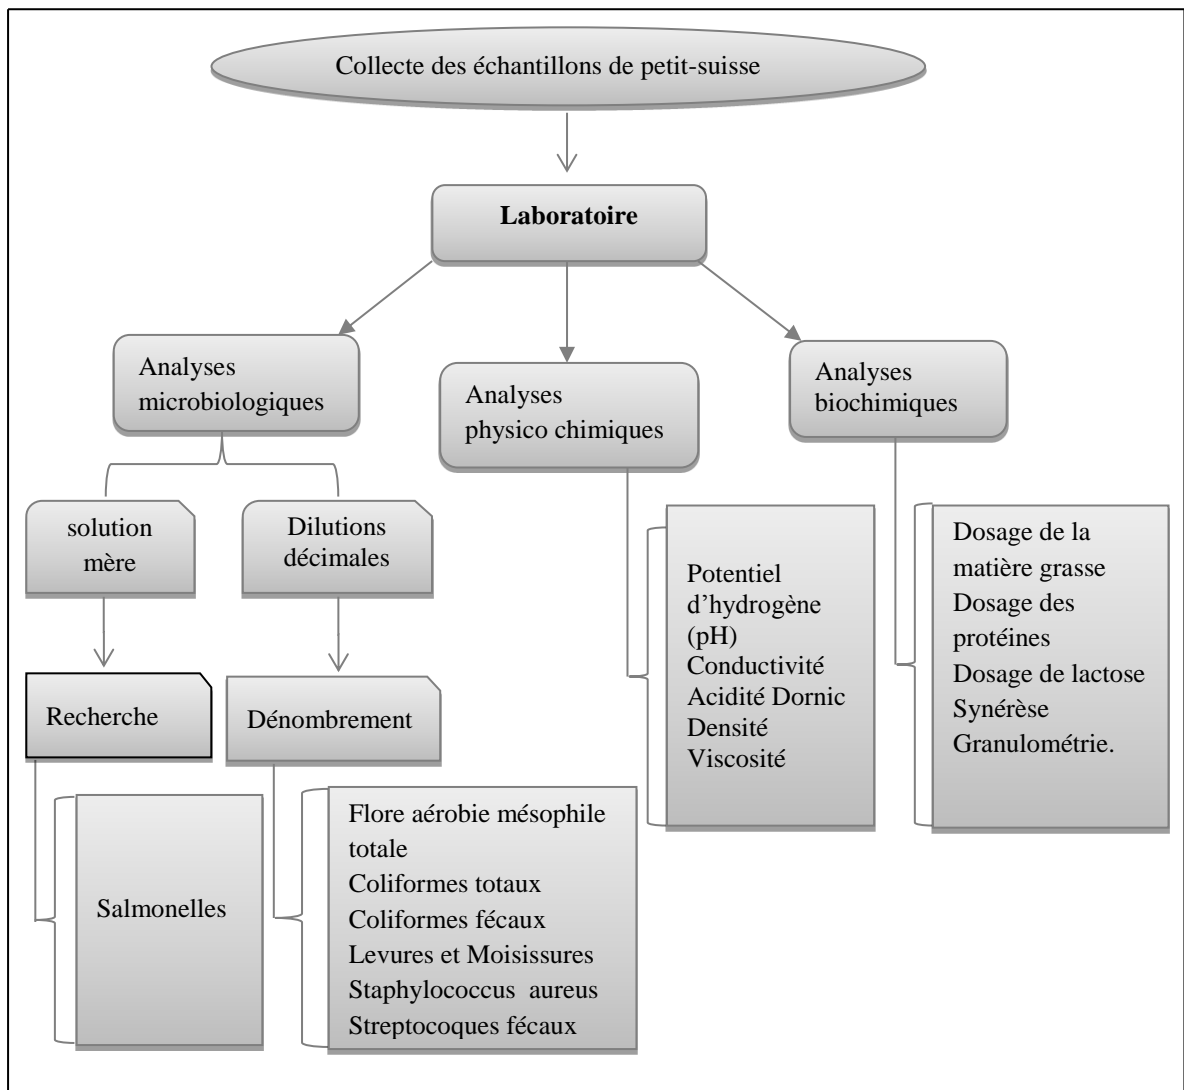 Collecte des échantillons de petit-suisse
Laboratoire
Analyses
microbiologiques
Analyses
physico chimiques
Analyses
biochimiques
solution
mère
Dilutions
décimales
Recherche
Dénombrement
Salmonelles
Flore aérobie mésophile
totale
Coliformes totaux
Coliformes fécaux
Levures et Moisissures
Staphylococcus aureus
Streptocoques fécaux
Potentiel
d’hydrogène
(pH)
Conductivité
Acidité Dornic
Densité
Viscosité
Dosage de la
matière grasse
Dosage des
protéines
Dosage de lactose
Synérèse
Granulométrie.